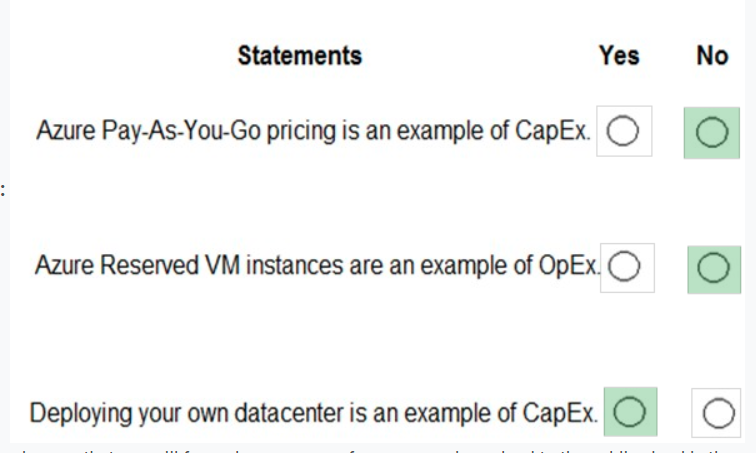 Statements Yes No
Azure Pay-As-You-Go pricing is an example of CapEx.
:
Azure Reserved VM instances are an example of OpEx.
Deploying your own datacenter is an example of CapEx.